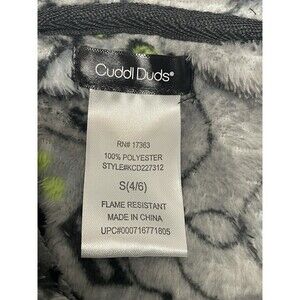 Cuddl Duds®
RN# 17363
100% POLYESTER
STYLE#KCD227312
S(4/6)
FLAME RESISTANT
MADE IN CHINA
UPC#000716771805